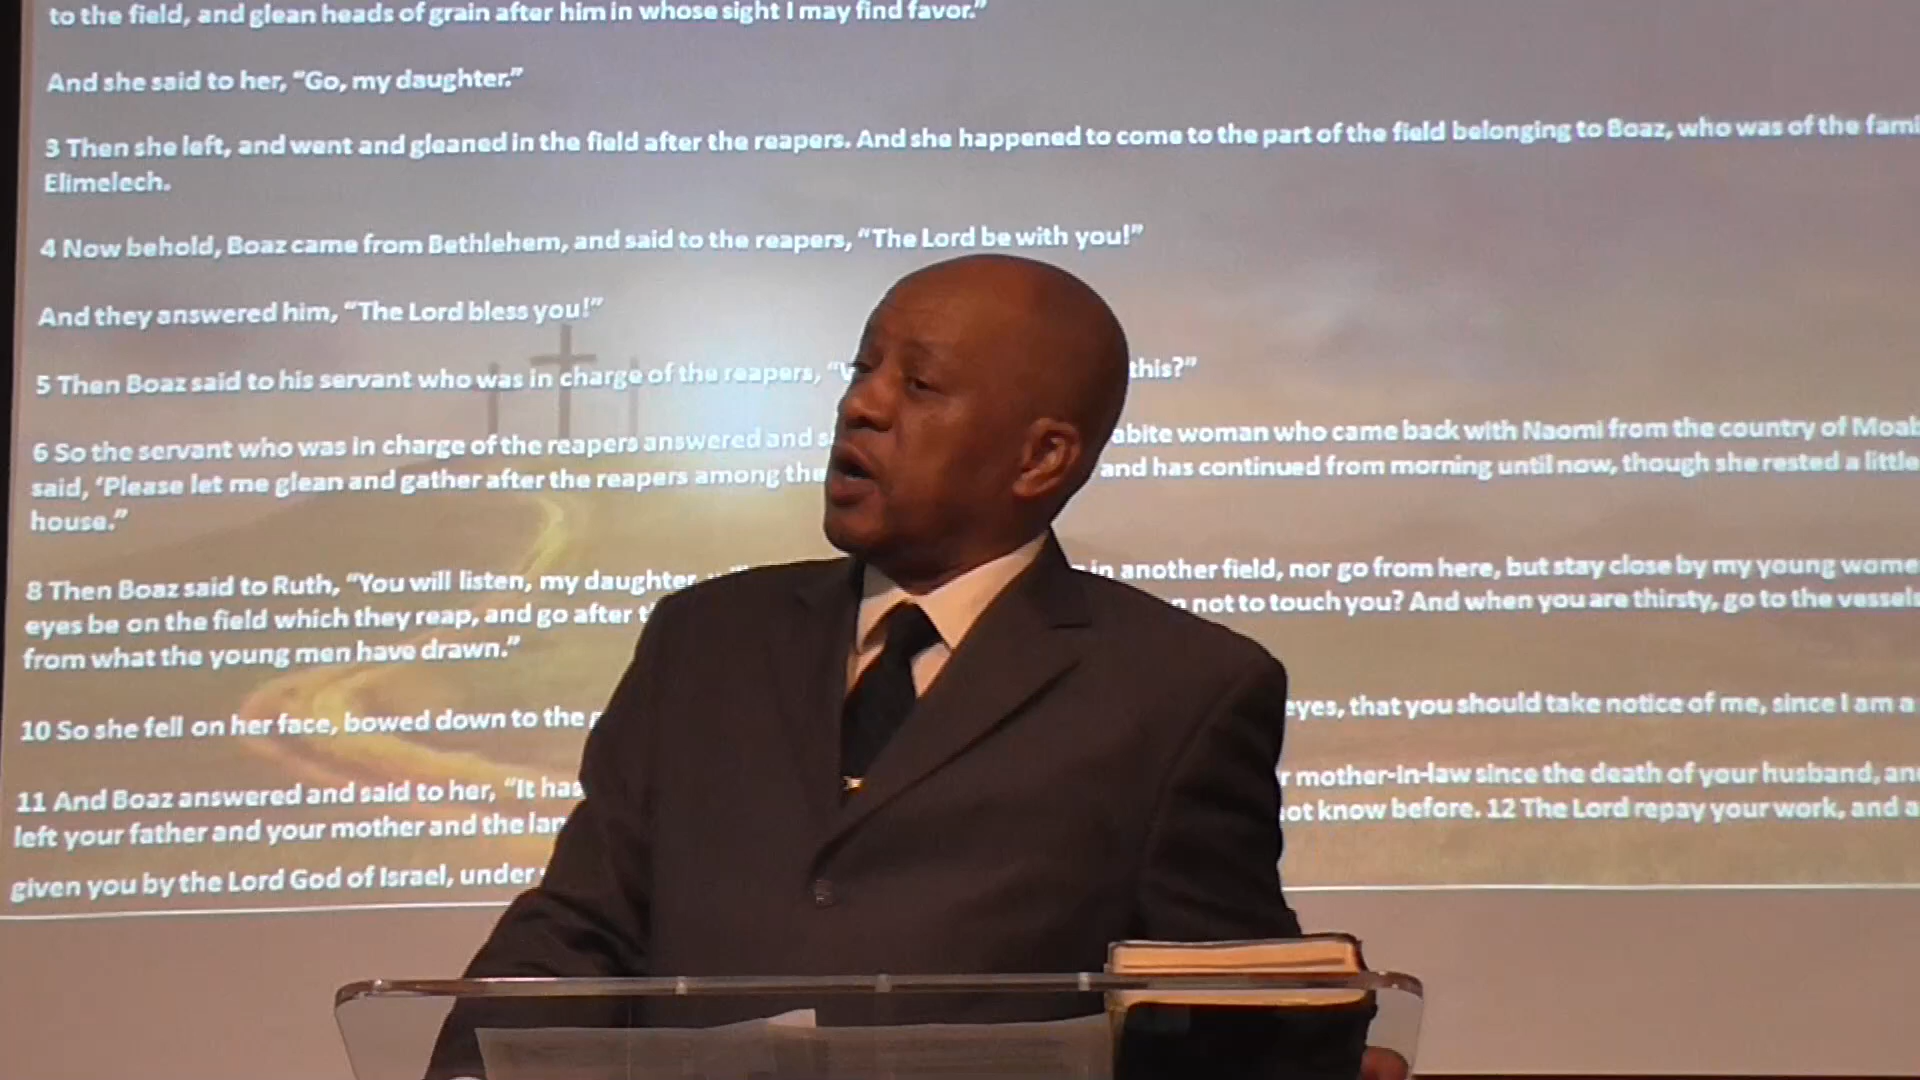 to the field, and glean heads of grain after him in whose sight I may find favor.”
And she said to her, “Go, my daughter.”
3 Then she left, and went and gleaned in the field after the reapers. And she happened to come to the part of the field belonging to Boaz, who was of the fami
Elimelech.
4 Now behold, Boaz came from Bethlehem, and said to the reapers, “The Lord be with you!”
And they answered him, “The Lord bless you!”
5 Then Boaz said to his servant who was in charge of the reapers, “W this?”
6 So the servant who was in charge of the reapers answered and s abite woman who came back with Naomi from the country of Moab
said, ‘Please let me glean and gather after the reapers among the and has continued from morning until now, though she rested a little
house.”
8 Then Boaz said to Ruth, “You will listen, my daughter, in another field, nor go from here, but stay close by my young wome
eyes be on the field which they reap, and go after t not to touch you? And when you are thirsty, go to the vessels
from what the young men have drawn.”
10 So she fell on her face, bowed down to the eyes, that you should take notice of me, since I am a
11 And Boaz answered and said to her, “It has r mother-in-law since the death of your husband, an
left your father and your mother and the lan ot know before. 12 The Lord repay your work, and a
given you by the Lord God of Israel, under